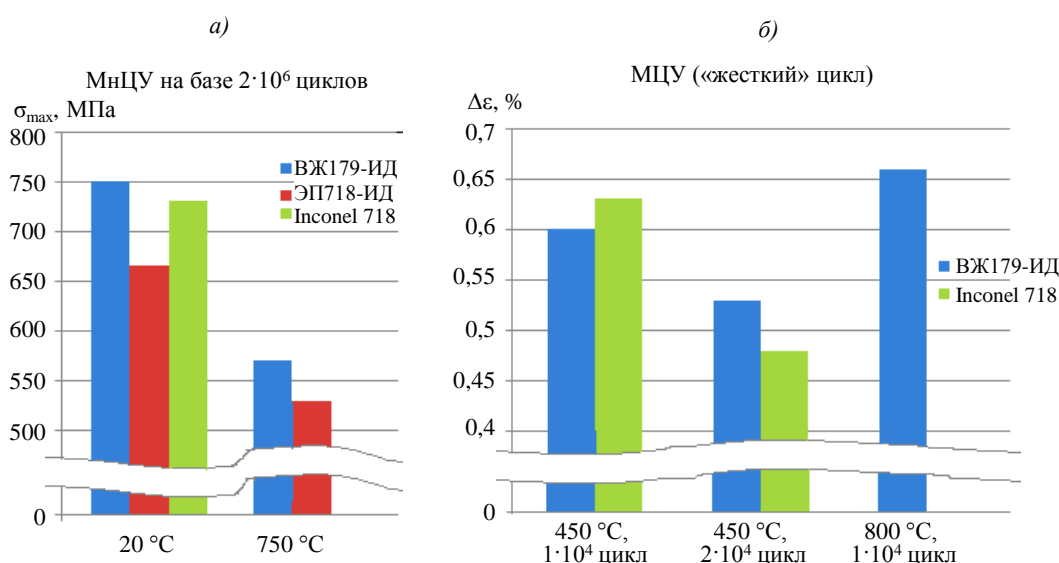 а)
МнЦУ на базе 2·10⁶ циклов
σmax, МПа
800
750
700
650
600
550
500
0
ВЖ179-ИД
ЭП718-ИД
Inconel 718
20 °С
750 °С
б)
МЦУ («жесткий» цикл)
Δε, %
0,7
0,65
0,6
0,55
0,5
0,45
0,4
0
ВЖ179-ИД
Inconel 718
450 °С,
1·10⁴ цикл
450 °С,
2·10⁴ цикл
800 °С,
1·10⁴ цикл